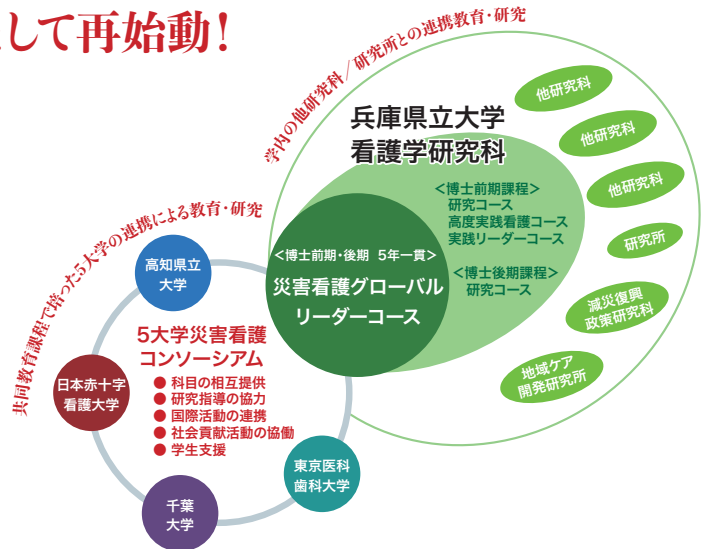 して再始動!
学内の他研究科/研究所との連携教育・研究
兵庫県立大学
看護学研究科
<博士前期課程>
研究コース
高度実践看護コース
実践リーダーコース
<博士後期課程>
研究コース
他研究科
他研究科
他研究科
研究所
減災復興
政策研究科
地域ケア
開発研究所
<博士前期・後期 5年一貫>
災害看護グローバル
リーダーコース
共同教育課程で培った5大学の連携による教育・研究
高知県立
大学
日本赤十字
看護大学
千葉
大学
東京医科
歯科大学
5大学災害看護
コンソーシアム
● 科目の相互提供
● 研究指導の協力
● 国際活動の連携
● 社会貢献活動の協働
● 学生支援